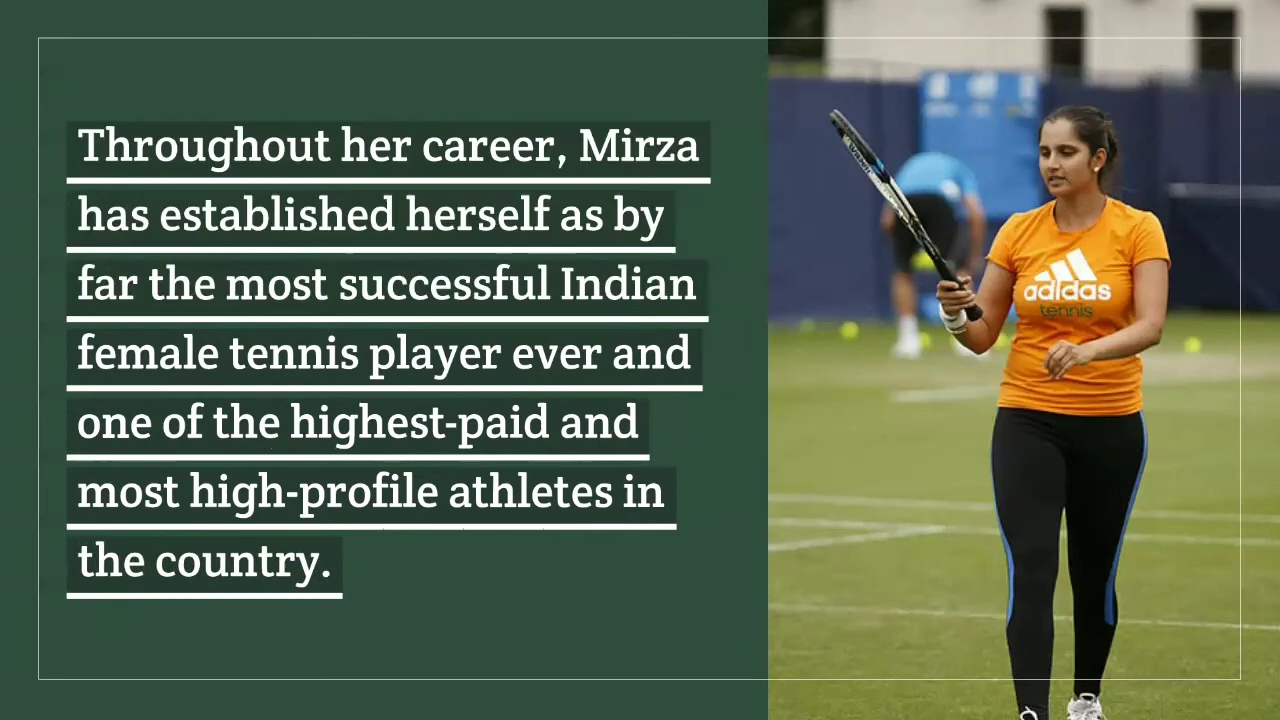 Throughout her career, Mirza
has established herself as by
far the most successful Indian
female tennis player ever and
one of the highest-paid and
most high-profile athletes in
the country.
adidas
tennis